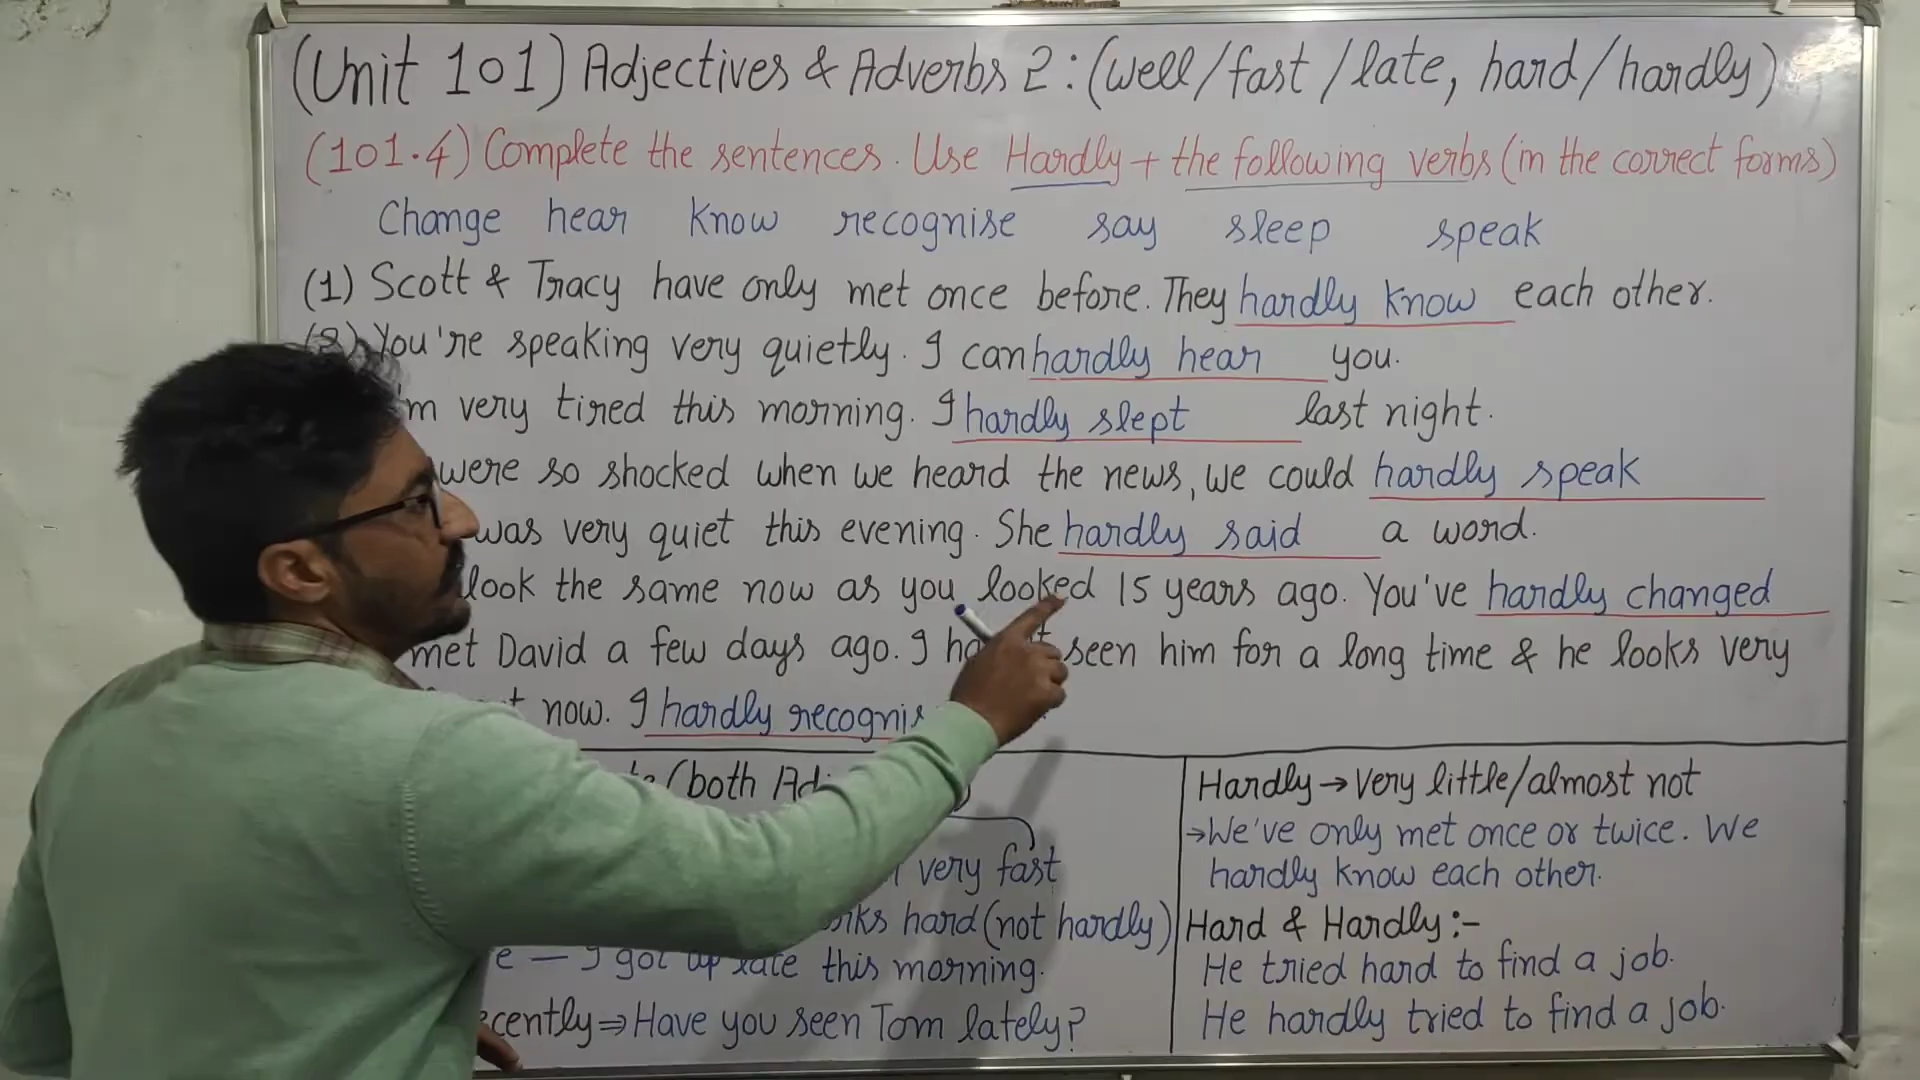 (Unit 101) Adjectives & Adverbs 2 : (well/fast/late, hard/hardly)
(101.4) Complete the sentences. Use Hardly + the following verbs (in the correct forms)
Change hear know recognise say sleep speak
(1) Scott & Tracy have only met once before. They hardly know each other.
(2) You're speaking very quietly. I can hardly hear you.
very tired this morning. I hardly slept last night.
were so shocked when we heard the news, we could hardly speak
was very quiet this evening. She hardly said a word.
look the same now as you looked 15 years ago. You've hardly changed
met David a few days ago. I seen him for a long time & he looks very
now. I hardly
(both
very fast
hard (not hardly)
— I got up late this morning.
⇒ Have you seen Tom lately?
Hardly → Very little/almost not
→ We've only met once or twice. We
hardly know each other.
Hard & Hardly :-
He tried hard to find a job.
He hardly tried to find a job.